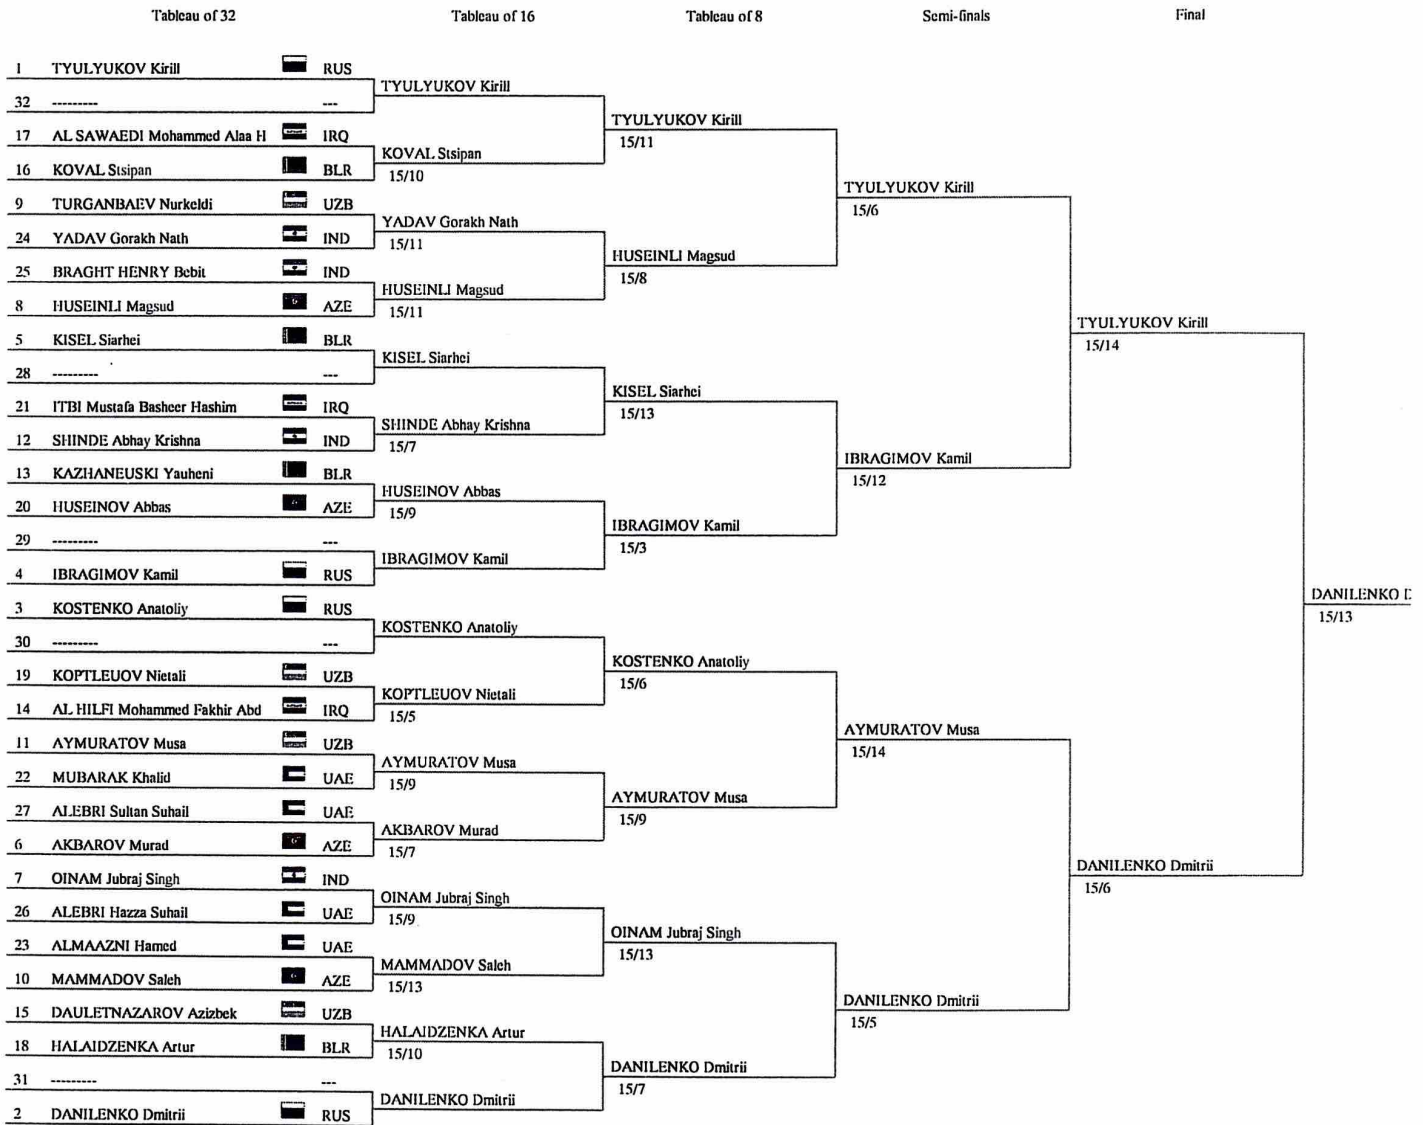 Tableau of 32 Tableau of 16 Tableau of 8 Semi-finals Final
1 TYULYUKOV Kirill RUS
TYULYUKOV Kirill
32 --------- ---
TYULYUKOV Kirill
15/11
17 AL SAWAEDI Mohammed Alaa H IRQ
KOVAL Stsipan
15/10
16 KOVAL Stsipan BLR
TYULYUKOV Kirill
15/6
9 TURGANBAEV Nurkeldi UZB
YADAV Gorakh Nath
15/11
24 YADAV Gorakh Nath IND
HUSEINLI Magsud
15/8
25 BRAGHT HENRY Bebit IND
HUSEINLI Magsud
15/11
8 HUSEINLI Magsud AZE
TYULYUKOV Kirill
15/14
5 KISEL Siarhei BLR
KISEL Siarhei
28 --------- ---
KISEL Siarhei
15/13
21 ITBI Mustafa Basheer Hashim IRQ
SHINDE Abhay Krishna
15/7
12 SHINDE Abhay Krishna IND
IBRAGIMOV Kamil
15/12
13 KAZHANEUSKI Yauheni BLR
HUSEINOV Abbas
15/9
20 HUSEINOV Abbas AZE
IBRAGIMOV Kamil
15/3
29 --------- ---
IBRAGIMOV Kamil
4 IBRAGIMOV Kamil RUS
DANILENKO
15/13
3 KOSTENKO Anatoliy RUS
KOSTENKO Anatoliy
30 --------- ---
KOSTENKO Anatoliy
15/6
19 KOPTLEUOV Nietali UZB
KOPTLEUOV Nietali
15/5
14 AL HILFI Mohammed Fakhir Abd IRQ
AYMURATOV Musa
15/14
11 AYMURATOV Musa UZB
AYMURATOV Musa
15/9
22 MUBARAK Khalid UAE
AYMURATOV Musa
15/9
27 ALEBRI Sultan Suhail UAE
AKBAROV Murad
15/7
6 AKBAROV Murad AZE
DANILENKO Dmitrii
15/6
7 OINAM Jubraj Singh IND
OINAM Jubraj Singh
15/9
26 ALEBRI Hazza Suhail UAE
OINAM Jubraj Singh
15/13
23 ALMAAZNI Hamed UAE
MAMMADOV Saleh
15/13
10 MAMMADOV Saleh AZE
DANILENKO Dmitrii
15/5
15 DAULETNAZAROV Azizbek UZB
HALAIDZENKA Artur
15/10
18 HALAIDZENKA Artur BLR
DANILENKO Dmitrii
15/7
31 --------- ---
DANILENKO Dmitrii
2 DANILENKO Dmitrii RUS